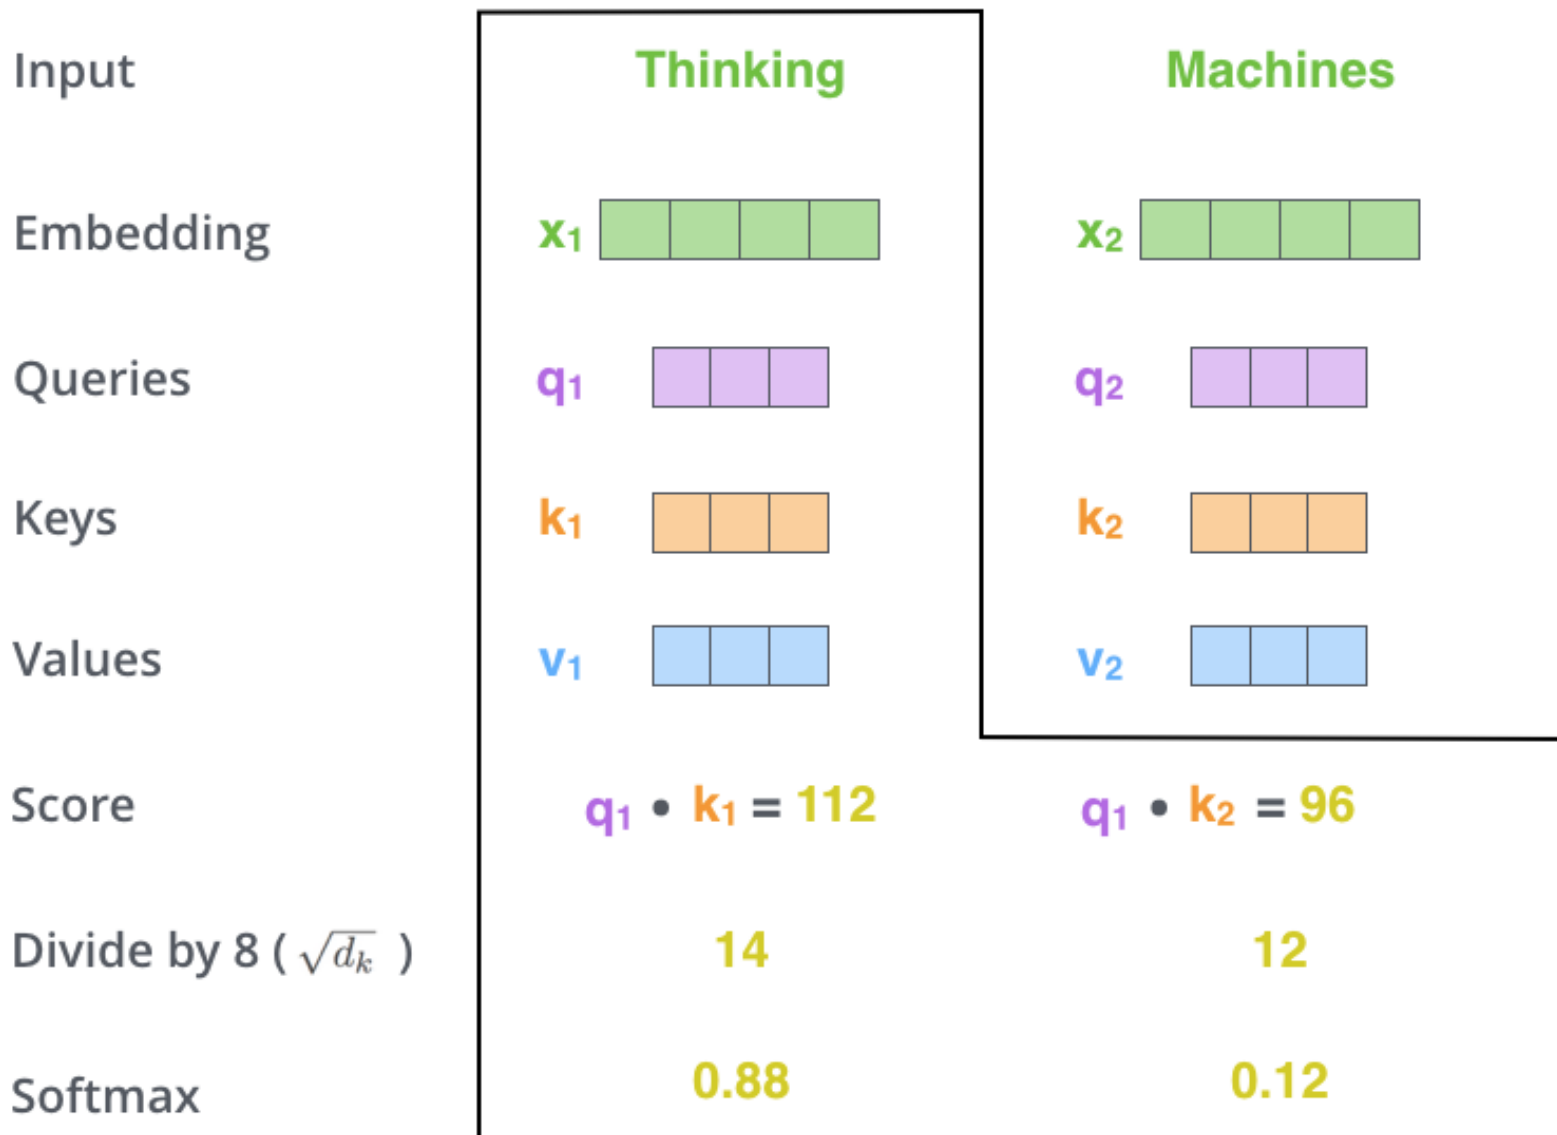 Input Thinking Machines
Embedding x₁ x₂
Queries q₁ q₂
Keys k₁ k₂
Values v₁ v₂
Score q₁ • k₁ = 112 q₁ • k₂ = 96
Divide by 8 ( √dₖ ) 14 12
Softmax 0.88 0.12